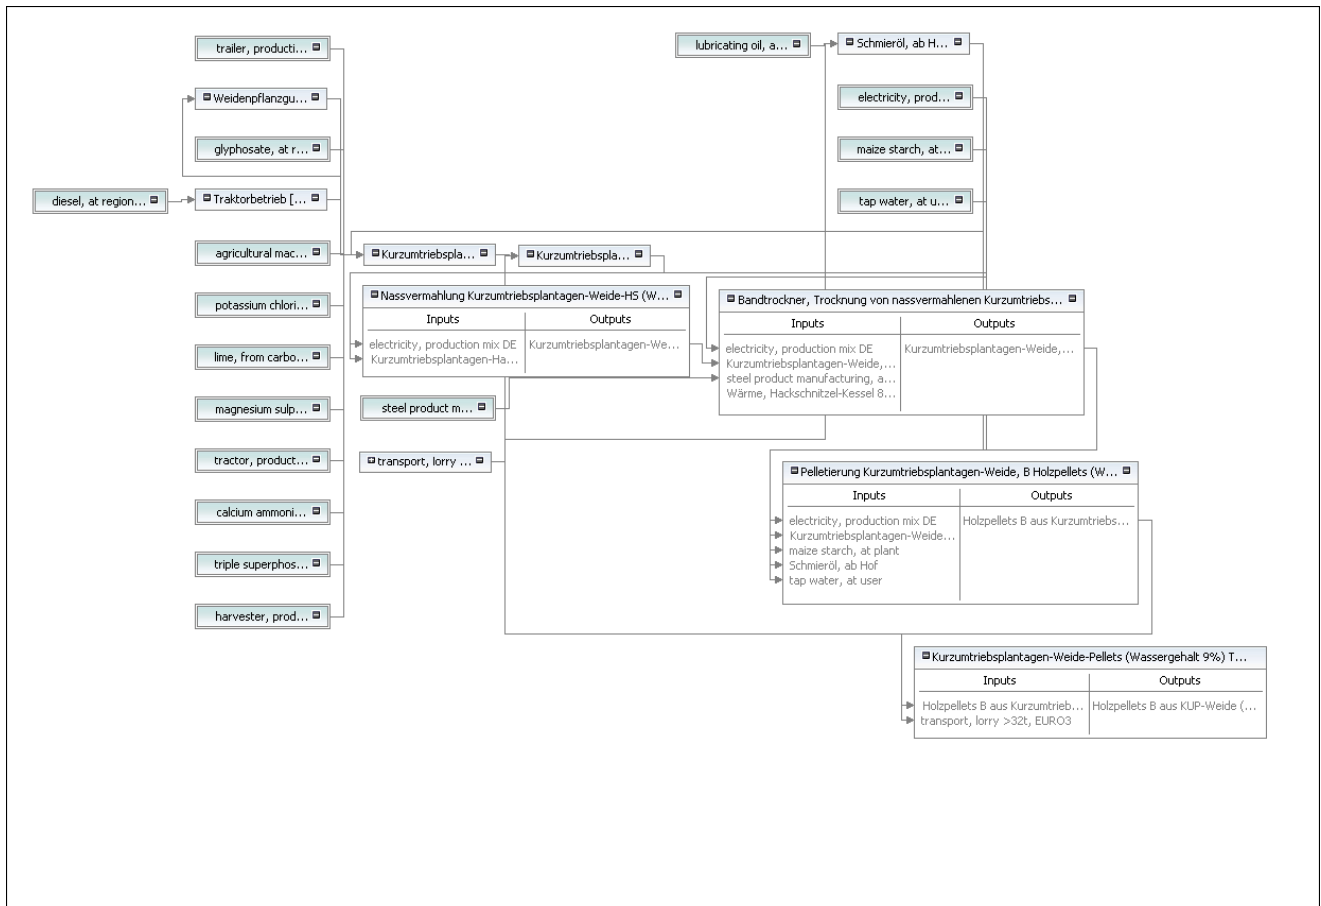 trailer, producti...
Weidenpflanzgu...
glyphosate, at r...
diesel, at region...
Traktorbetrieb [...
agricultural mac...
potassium chlori...
lime, from carbo...
magnesium sulp...
tractor, product...
calcium ammoni...
triple superphos...
harvester, prod...
lubricating oil, a...
Schmieröl, ab H...
electricity, prod...
maize starch, at...
tap water, at u...
Kurzumtriebspla...
Kurzumtriebspla...
Nassvermahlung Kurzumtriebsplantagen-Weide-HS (W...
Inputs
Outputs
electricity, production mix DE
Kurzumtriebsplantagen-We...
Kurzumtriebsplantagen-Ha...
steel product m...
transport, lorry ...
Bandtrockner, Trocknung von nassvermahlenen Kurzumtriebs...
Inputs
Outputs
electricity, production mix DE
Kurzumtriebsplantagen-Weide,...
Kurzumtriebsplantagen-Weide,...
steel product manufacturing, a...
Wärme, Hackschnitzel-Kessel 8...
Pelletierung Kurzumtriebsplantagen-Weide, B Holzpellets (W...
Inputs
Outputs
electricity, production mix DE
Holzpellets B aus Kurzumtriebs...
Kurzumtriebsplantagen-Weide...
maize starch, at plant
Schmieröl, ab Hof
tap water, at user
Kurzumtriebsplantagen-Weide-Pellets (Wassergehalt 9%) T...
Inputs
Outputs
Holzpellets B aus Kurzumtrieb...
Holzpellets B aus KUP-Weide (...
transport, lorry >32t, EURO3